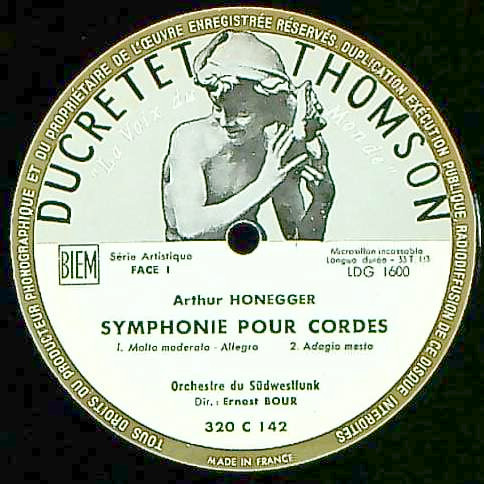 TOUS DROITS DU PRODUCTEUR PHONOGRAPHIQUE ET DU PROPRIÉTAIRE DE L'ŒUVRE ENREGISTRÉE RÉSERVÉS. DUPLICATION, EXÉCUTION PUBLIQUE, RADIODIFFUSION DE CE DISQUE INTERDITES
DUCRETET THOMSON
"La Voix du Monde"
BIEM
Série Artistique
FACE 1
Microsillon incassable
Longue durée - 33 T 1/3
LDG 1600
Arthur HONEGGER
SYMPHONIE POUR CORDES
1. Molto moderato - Allegro 2. Adagio mesto
Orchestre du Südwestfunk
Dir. : Ernest BOUR
320 C 142
MADE IN FRANCE